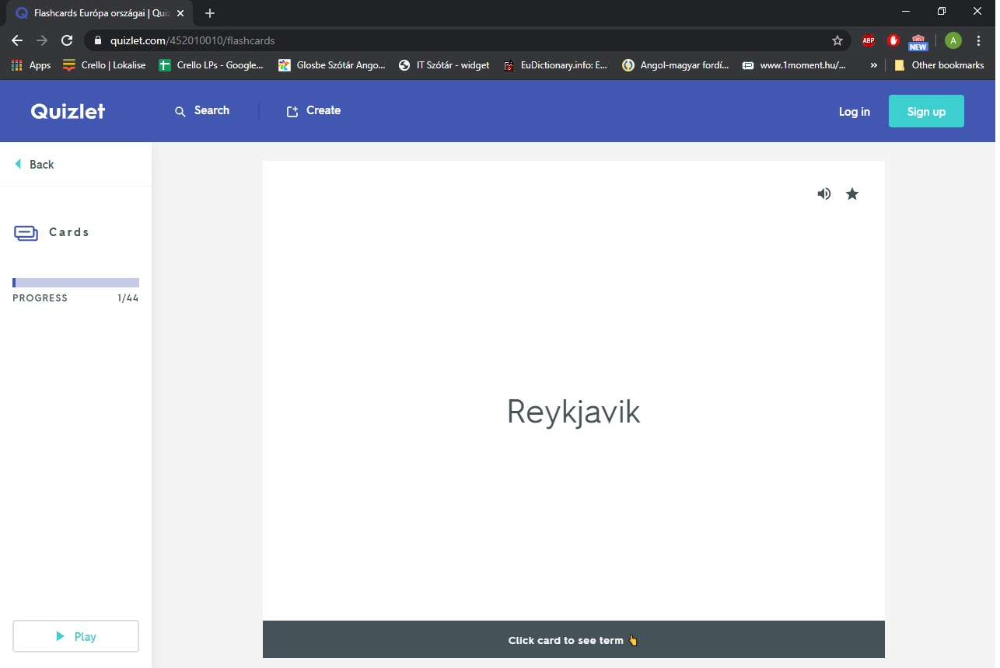 Flashcards Európa országai | Quiz
quizlet.com/452010010/flashcards
ABP
NEW
A
Apps
Crello | Lokalise
Crello LPs - Google...
Glosbe Szótár Ango...
IT Szótár - widget
EuDictionary.info: E...
Angol-magyar fordí...
www.1moment.hu/...
»
Other bookmarks
Quizlet
Search
Create
Log in
Sign up
Back
Cards
PROGRESS 1/44
Reykjavik
Click card to see term
Play